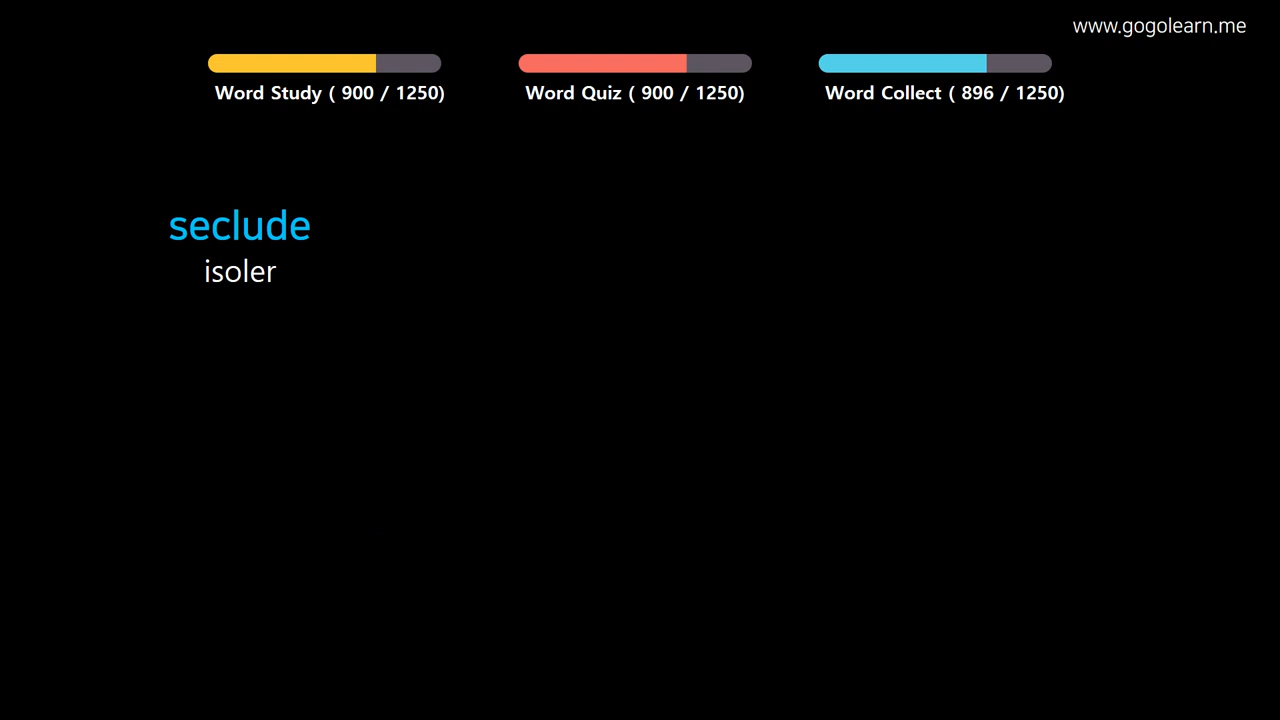 www.gogolearn.me
Word Study ( 900 / 1250)
Word Quiz ( 900 / 1250)
Word Collect ( 896 / 1250)
seclude
isoler